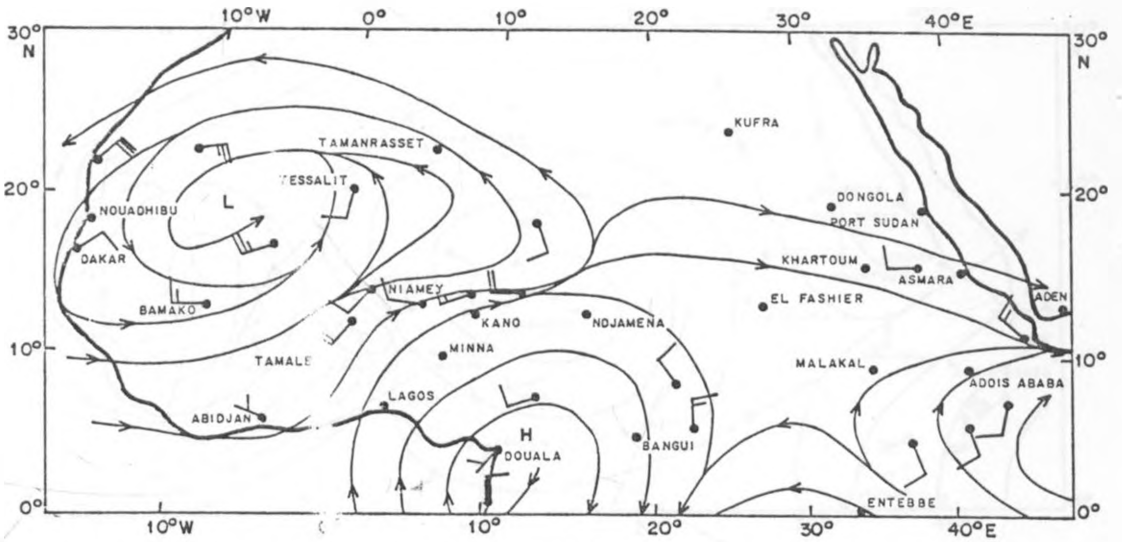 10°W 0° 10° 20° 30° 40°E
30° N 30° N
KUFRA
TAMANRASSET
TESSALIT
20° 20°
L
NOUADHIBU
DONGOLA
PORT SUDAN
DAKAR
KHARTOUM
ASMARA
ADEN
NIAMEY
BAMAKO
EL FASHIER
KANO
NDJAMENA
MINNA
10° 10°
TAMALE
MALAKAL
ADOIS ABABA
LAGOS
ABIDJAN
H
BANGUI
DOUALA
ENTEBBE
0° 0°
10°W 10° 20° 30° 40°E